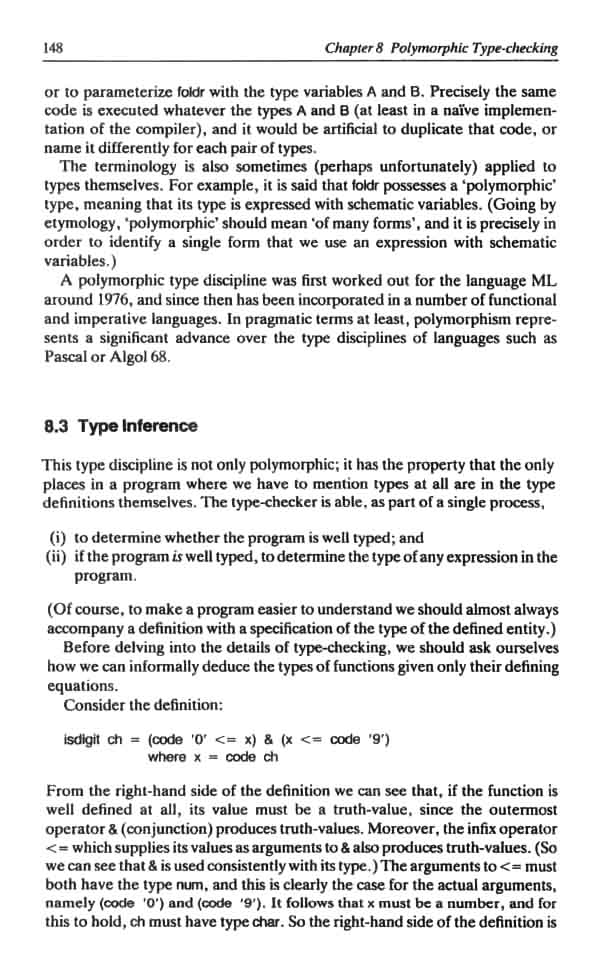 148 Chapter 8 Polymorphic Type-checking
or to parameterize foldr with the type variables A and B. Precisely the same
code is executed whatever the types A and B (at least in a naïve implemen-
tation of the compiler), and it would be artificial to duplicate that code, or
name it differently for each pair of types.
The terminology is also sometimes (perhaps unfortunately) applied to
types themselves. For example, it is said that foldr possesses a ‘polymorphic’
type, meaning that its type is expressed with schematic variables. (Going by
etymology, ‘polymorphic’ should mean ‘of many forms’, and it is precisely in
order to identify a single form that we use an expression with schematic
variables.)
A polymorphic type discipline was first worked out for the language ML
around 1976, and since then has been incorporated in a number of functional
and imperative languages. In pragmatic terms at least, polymorphism repre-
sents a significant advance over the type disciplines of languages such as
Pascal or Algol 68.
8.3 Type Inference
This type discipline is not only polymorphic; it has the property that the only
places in a program where we have to mention types at all are in the type
definitions themselves. The type-checker is able, as part of a single process,
(i) to determine whether the program is well typed; and
(ii) if the program is well typed, to determine the type of any expression in the
program.
(Of course, to make a program easier to understand we should almost always
accompany a definition with a specification of the type of the defined entity.)
Before delving into the details of type-checking, we should ask ourselves
how we can informally deduce the types of functions given only their defining
equations.
Consider the definition:
isdigit ch = (code '0' <= x) & (x <= code '9')
where x = code ch
From the right-hand side of the definition we can see that, if the function is
well defined at all, its value must be a truth-value, since the outermost
operator & (conjunction) produces truth-values. Moreover, the infix operator
<= which supplies its values as arguments to & also produces truth-values. (So
we can see that & is used consistently with its type.) The arguments to <= must
both have the type num, and this is clearly the case for the actual arguments,
namely (code '0') and (code '9'). It follows that x must be a number, and for
this to hold, ch must have type char. So the right-hand side of the definition is